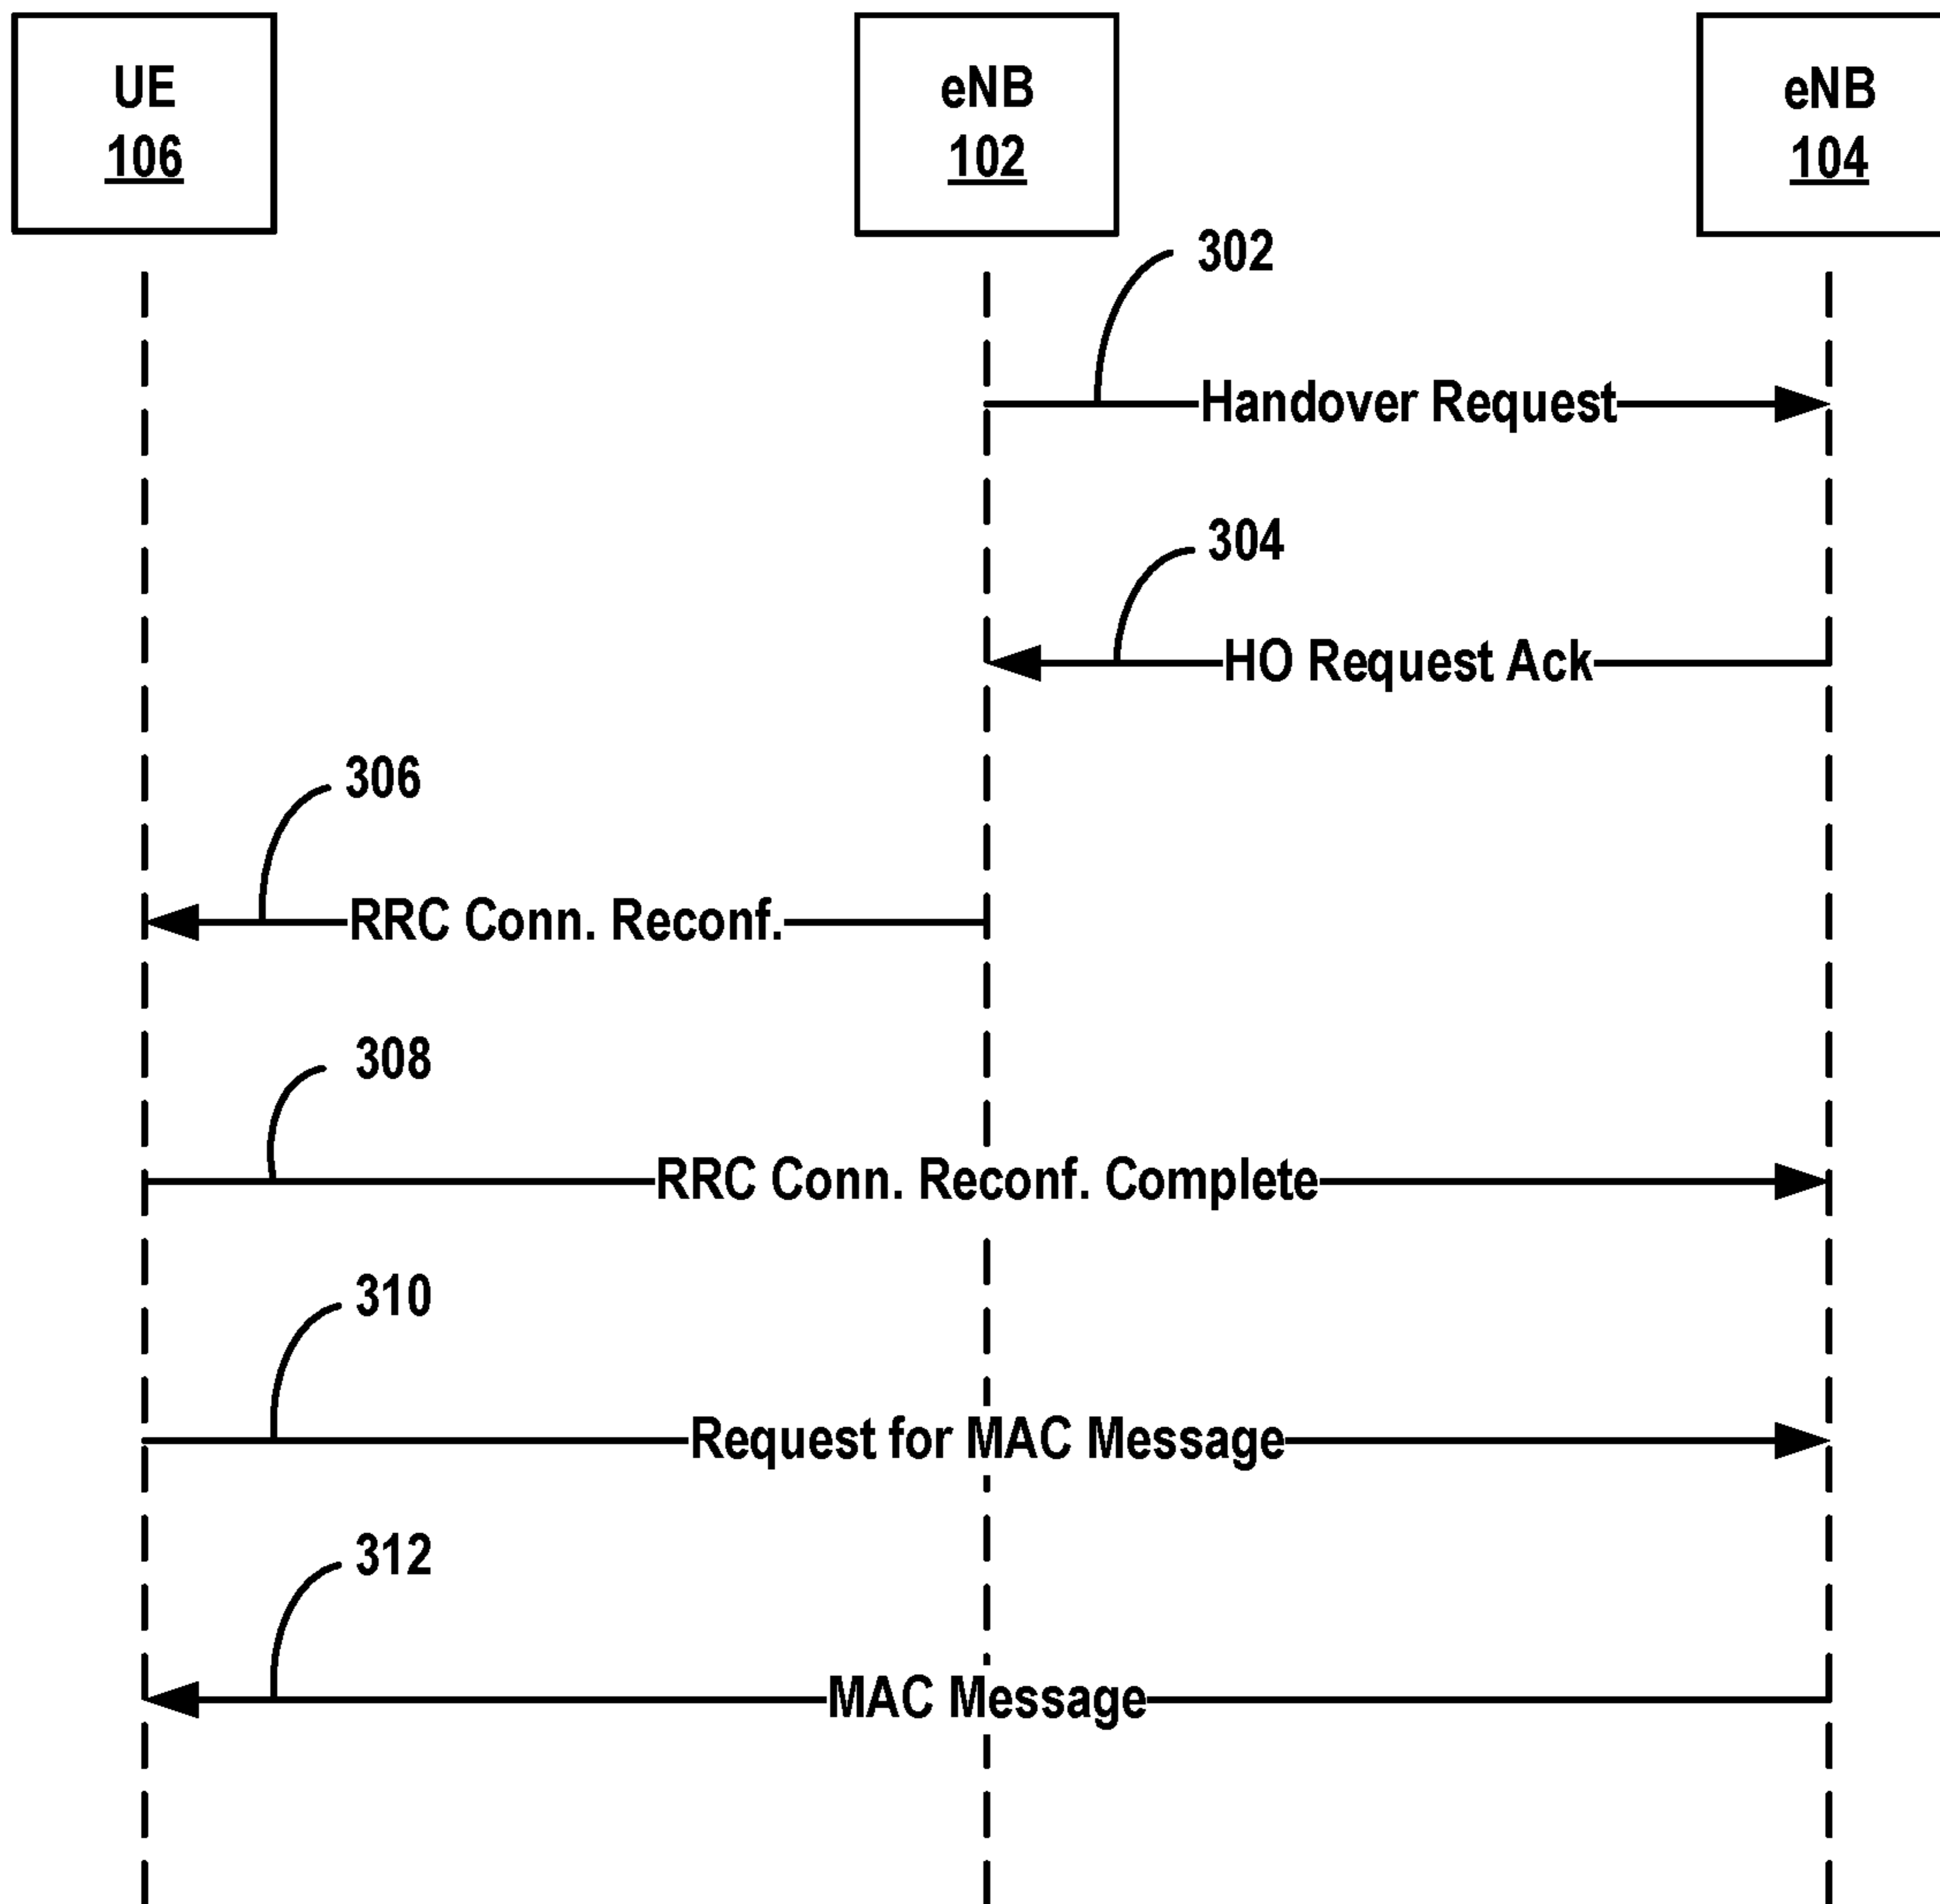 UE
106
eNB
102
eNB
104
302
Handover Request
304
HO Request Ack
306
RRC Conn. Reconf.
308
RRC Conn. Reconf. Complete
310
Request for MAC Message
312
MAC Message